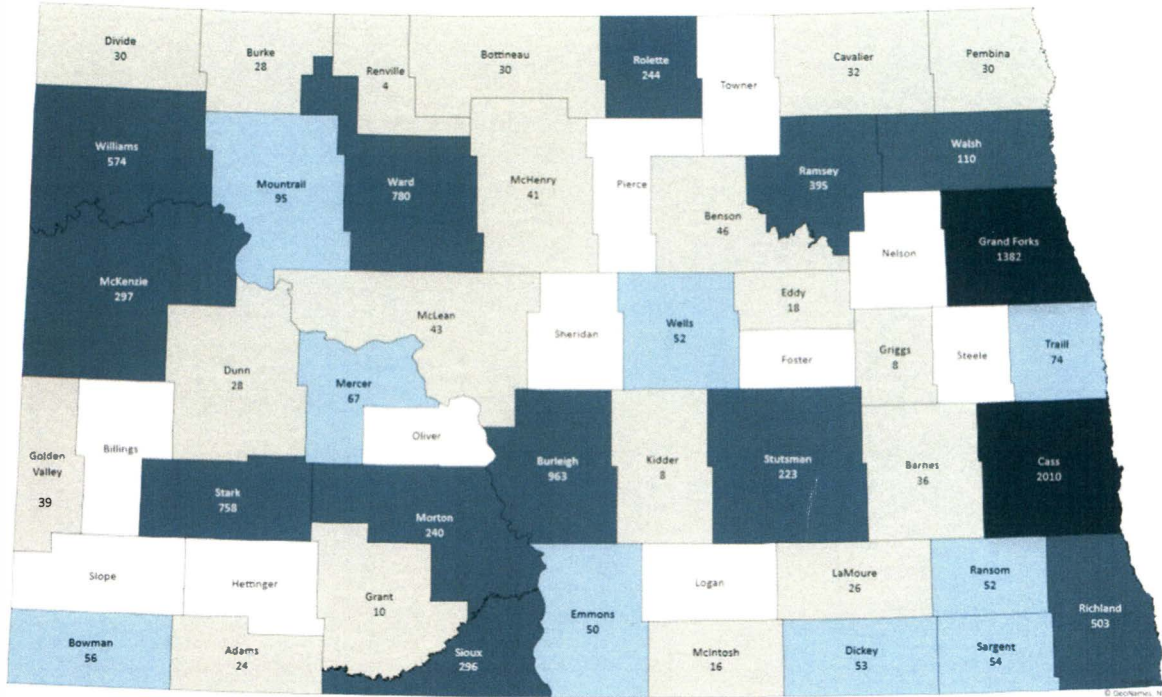 Divide
30
Burke
28
Renville
4
Bottineau
30
Rolette
244
Towner
Cavalier
32
Pembina
30
Williams
574
Mountrail
95
Ward
780
McHenry
41
Pierce
Benson
46
Ramsey
395
Walsh
110
Nelson
Grand Forks
1382
McKenzie
297
Dunn
28
McLean
43
Mercer
67
Oliver
Sheridan
Wells
52
Eddy
18
Foster
Griggs
8
Steele
Traill
74
Golden
Valley
39
Billings
Stark
758
Morton
240
Burleigh
963
Kidder
8
Stutsman
223
Barnes
36
Cass
2010
Slope
Hettinger
Grant
10
Bowman
56
Adams
24
Sioux
296
Emmons
50
Logan
McIntosh
16
LaMoure
26
Dickey
53
Ransom
52
Sargent
54
Richland
503
© GeoNames,